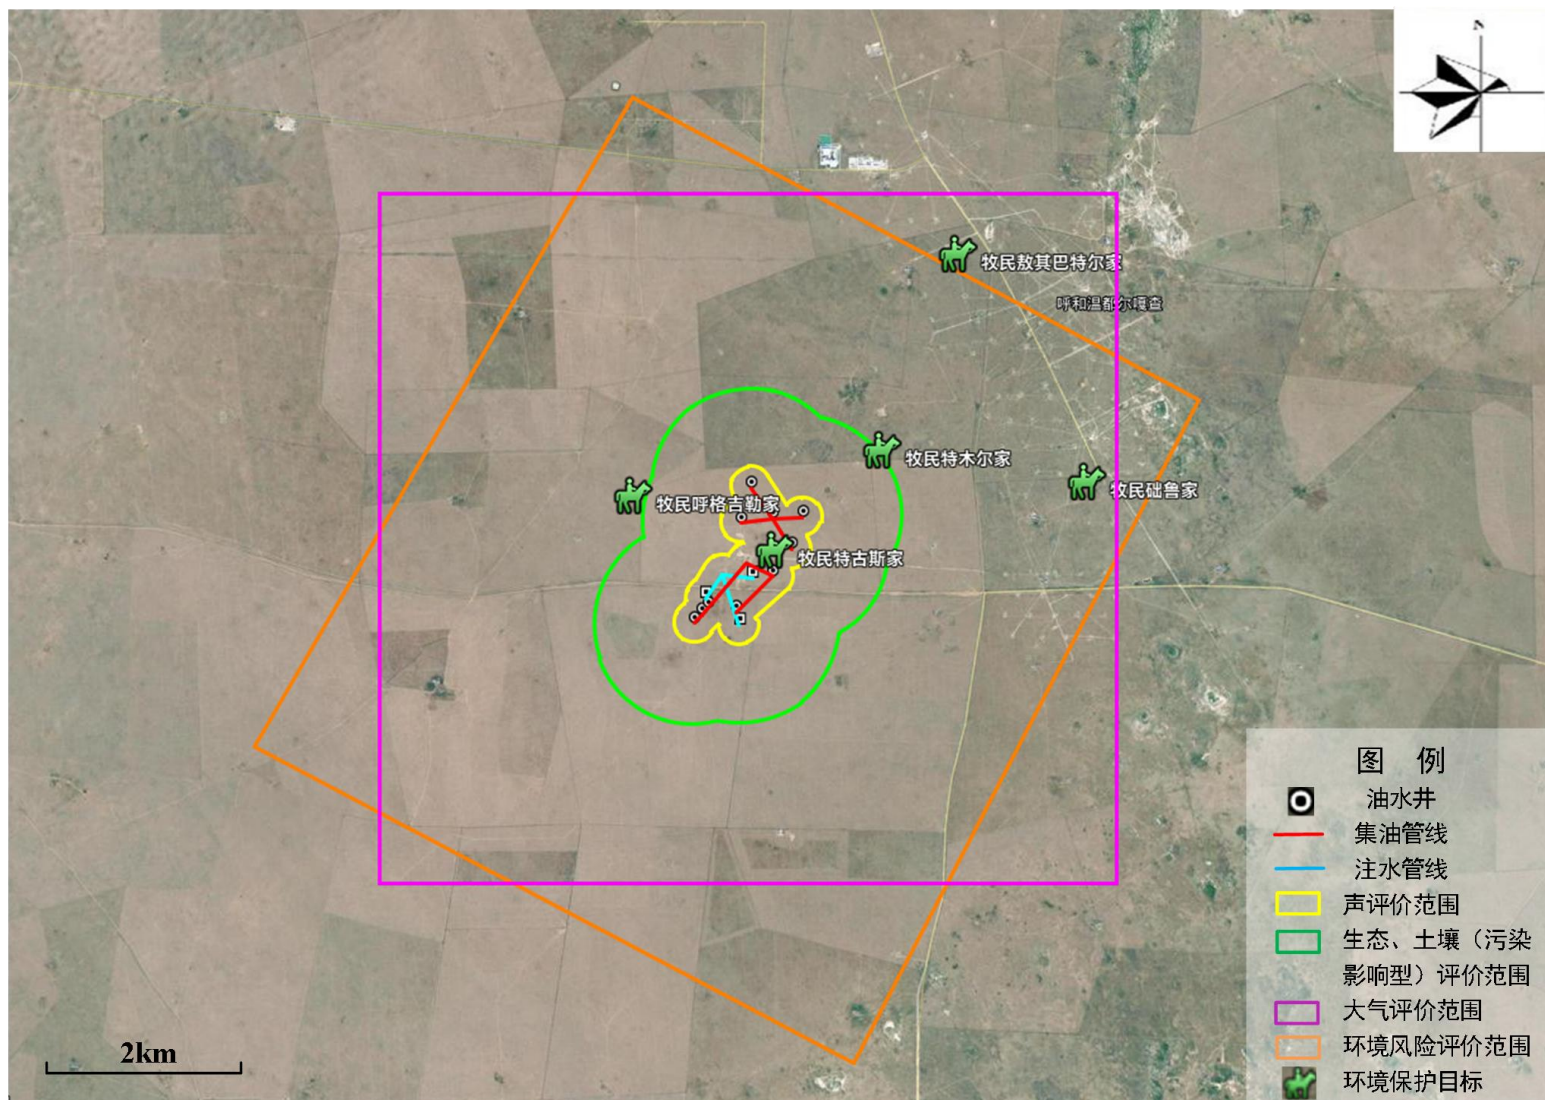 N
牧民敖其巴特尔家
呼和温都尔嘎查
牧民特木尔家
牧民础鲁家
牧民呼格吉勒家
牧民特古斯家
图 例
油水井
集油管线
注水管线
声评价范围
生态、土壤（污染
影响型）评价范围
大气评价范围
环境风险评价范围
环境保护目标
2km